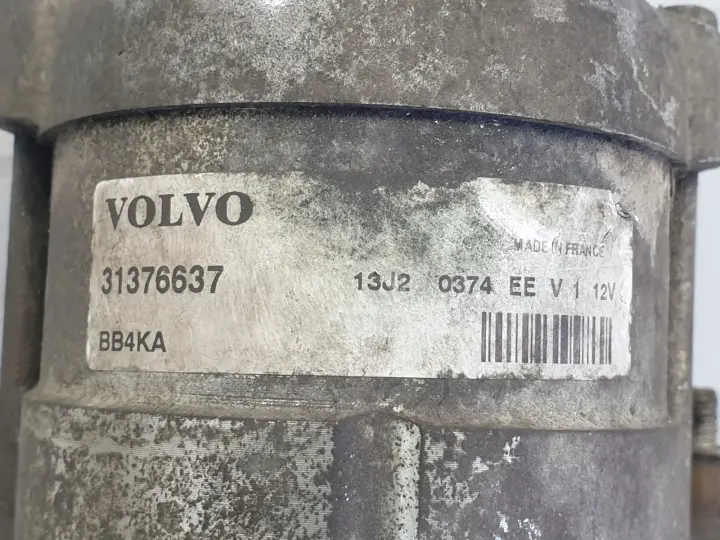 VOLVO
MADE IN FRANCE
31376637 13J2 0374 EE V 1 12V
BB4KA